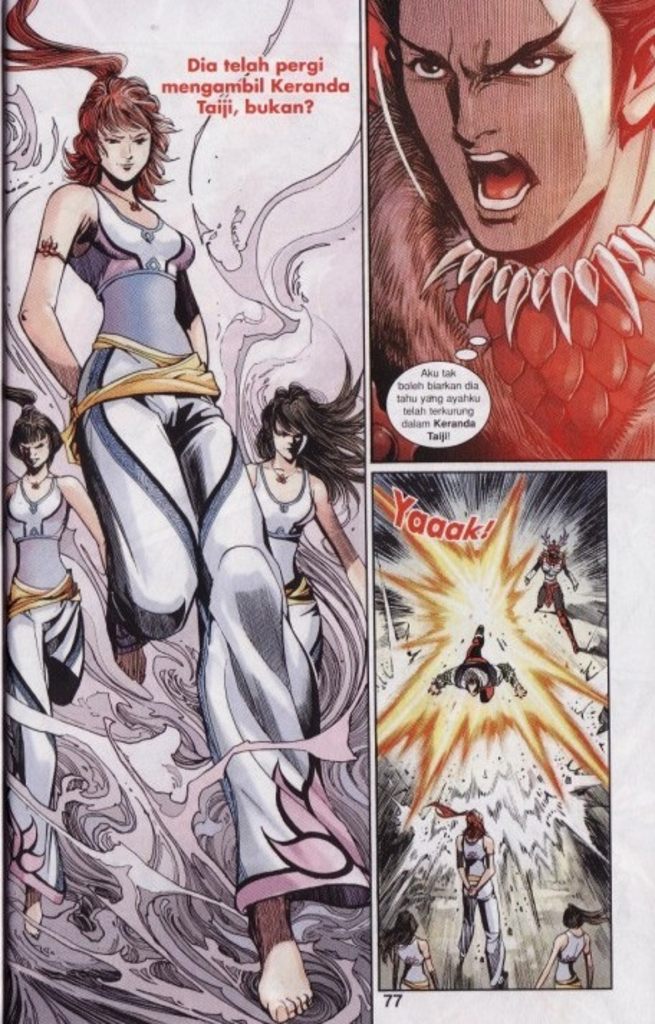 Dia telah pergi
mengambil Keranda
Taiji, bukan?
Aku tak
boleh biarkan dia
tahu yang ayahku
telah terkurung
dalam Keranda
Taiji!
Yaaak!
77